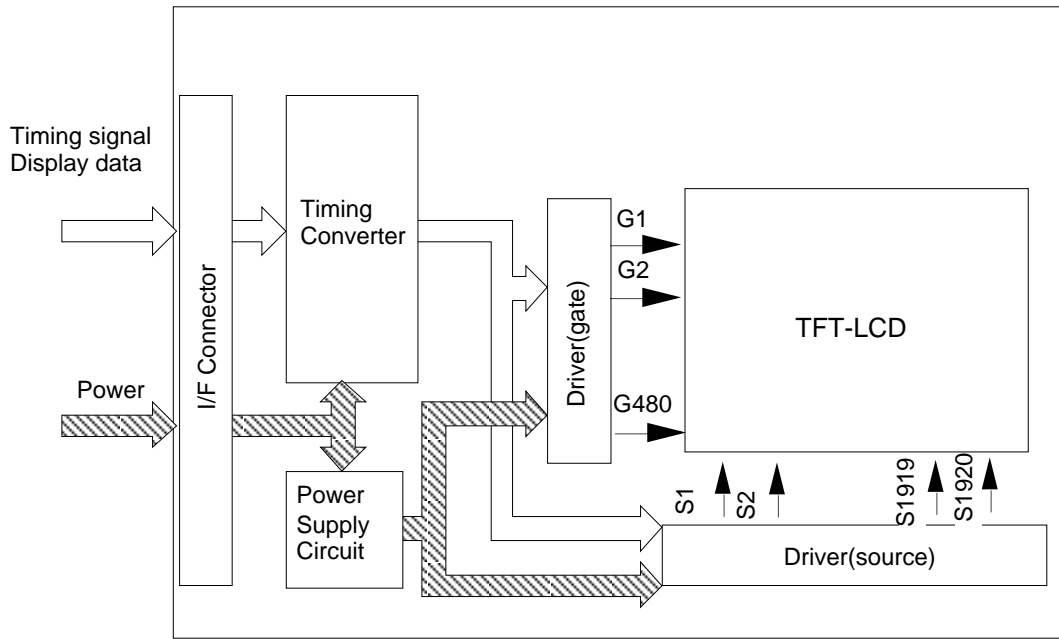 Timing signal
Display data
Power
I/F Connector
Timing
Converter
Power
Supply
Circuit
Driver(gate)
G1
G2
G480
TFT-LCD
S1
S2
S1919
S1920
Driver(source)